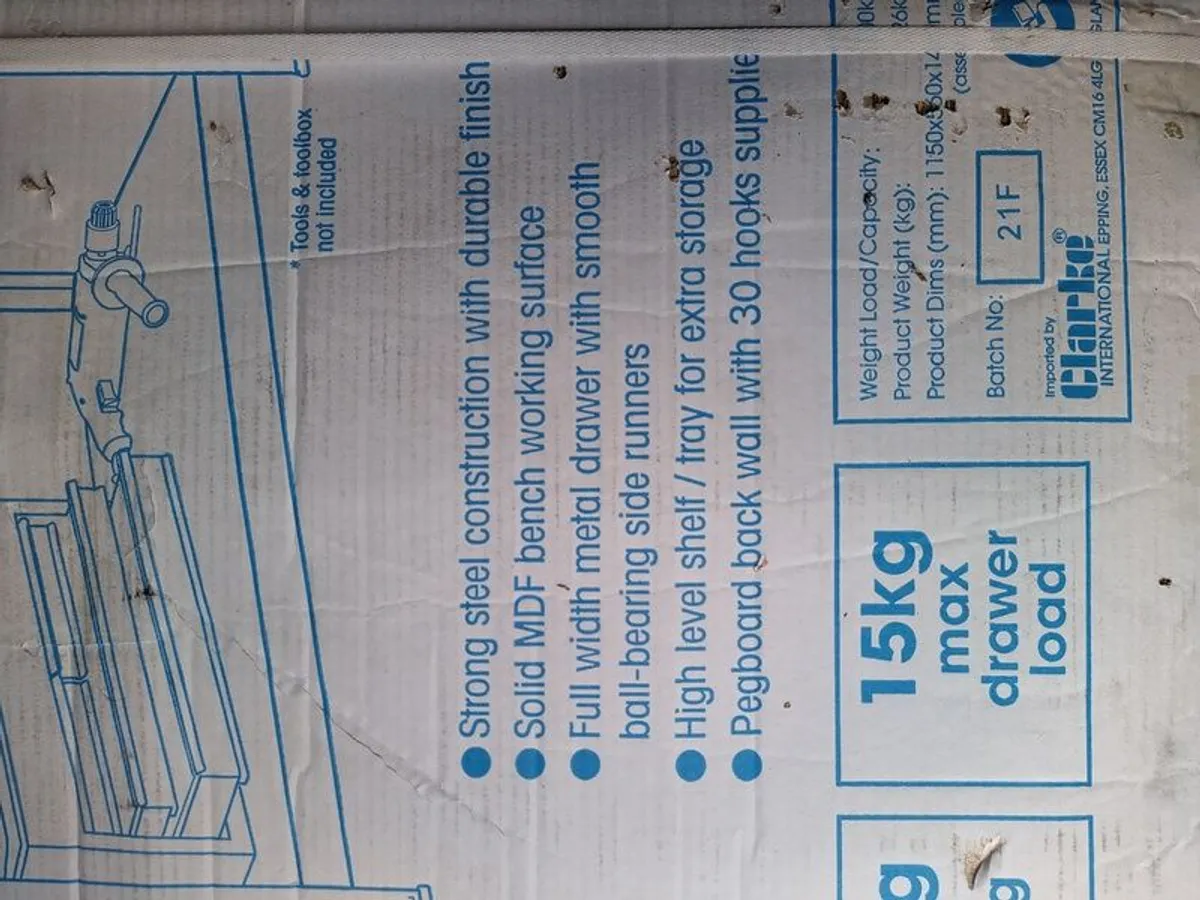 * Tools & toolbox
not included
● Strong steel construction with durable finish
● Solid MDF bench working surface
● Full width metal drawer with smooth
ball-bearing side runners
● High level shelf / tray for extra storage
● Pegboard back wall with 30 hooks supplie
15kg
max
drawer
load
Weight Load/Capacity:
Product Weight (kg):
Product Dims (mm):
Batch No: 21F
Imported by
Clarke®
INTERNATIONAL EPPING, ESSEX CM16 4LG